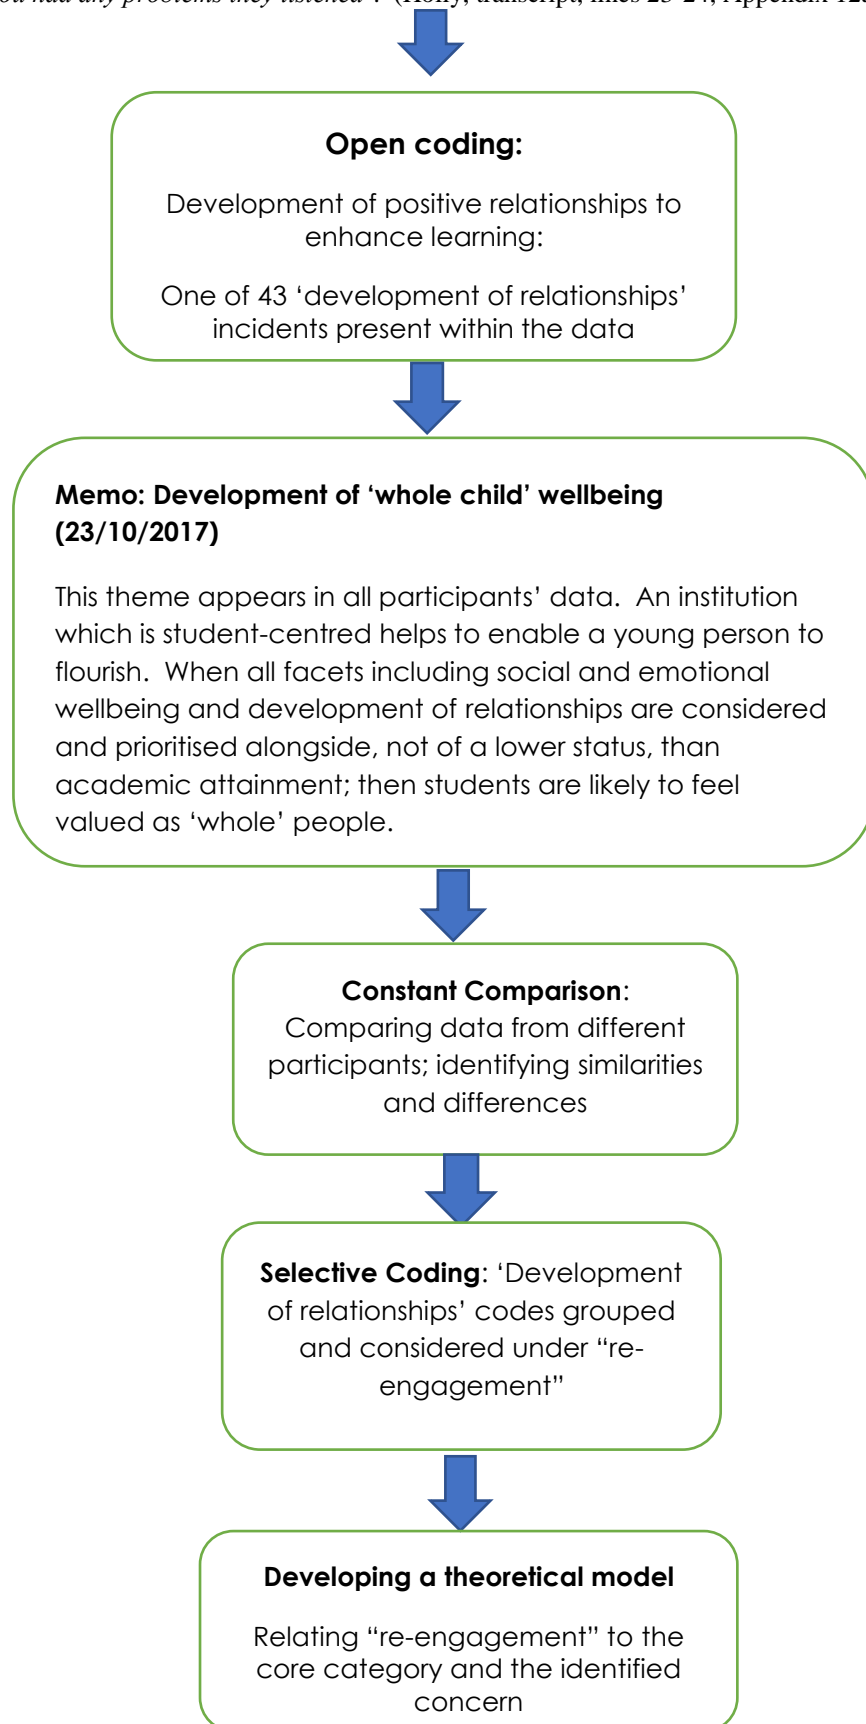 had any problems they listened".
Open coding:
Development of positive relationships to
enhance learning:
One of 43 ‘development of relationships’
incidents present within the data
Memo: Development of ‘whole child’ wellbeing
(23/10/2017)
This theme appears in all participants’ data.  An institution
which is student-centred helps to enable a young person to
flourish.  When all facets including social and emotional
wellbeing and development of relationships are considered
and prioritised alongside, not of a lower status, than
academic attainment; then students are likely to feel
valued as ‘whole’ people.
Constant Comparison:
Comparing data from different
participants; identifying similarities
and differences
Selective Coding: ‘Development
of relationships’ codes grouped
and considered under “re-
engagement”
Developing a theoretical model
Relating “re-engagement” to the
core category and the identified
concern